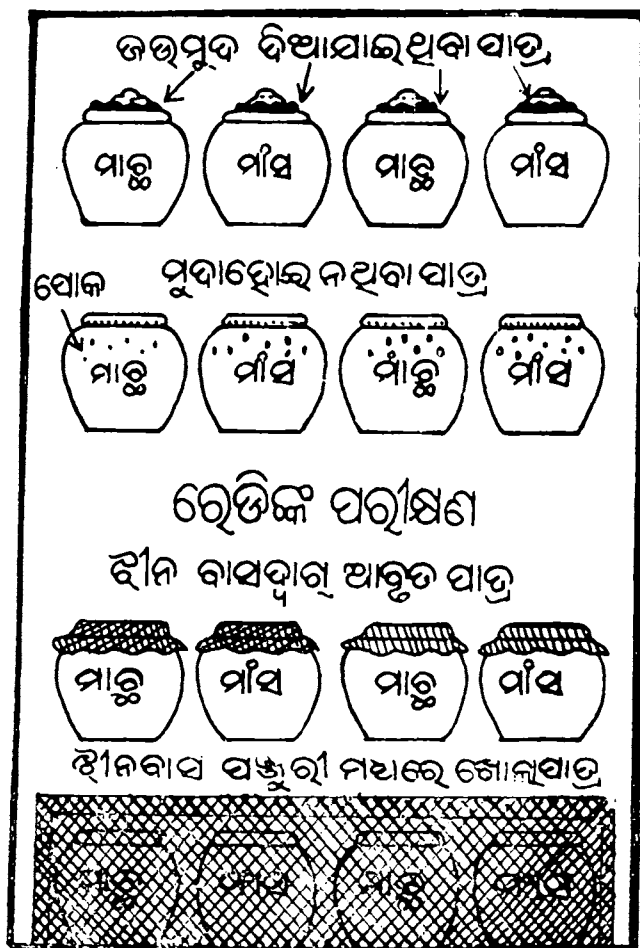 ଜଉମୁଦ ଦିଆଯାଇଥିବା ପାତ୍ର
ମାଛ ମାଂସ ମାଛ ମାଂସ
ମୁଦାହୋଇ ନଥିବା ପାତ୍ର
ପୋକ
ମାଛ ମାଂସ ମାଛ ମାଂସ
ରେଡିଙ୍କ ପରୀକ୍ଷଣ
ଝୀନ ବାସଦ୍ୱାରା ଆବୃତ ପାତ୍ର
ମାଛ ମାଂସ ମାଛ ମାଂସ
ଝୀନବାସ ପଞ୍ଜୁରୀ ମଧ୍ୟରେ ଖୋଲାପାତ୍ର
ମାଛ ମାଂସ ମାଛ ମାଂସ